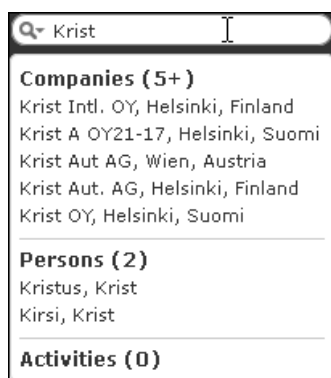 Krist
Companies (5+)
Krist Intl. OY, Helsinki, Finland
Krist A OY21-17, Helsinki, Suomi
Krist Aut AG, Wien, Austria
Krist Aut. AG, Helsinki, Finland
Krist OY, Helsinki, Suomi
Persons (2)
Kristus, Krist
Kirsi, Krist
Activities (0)